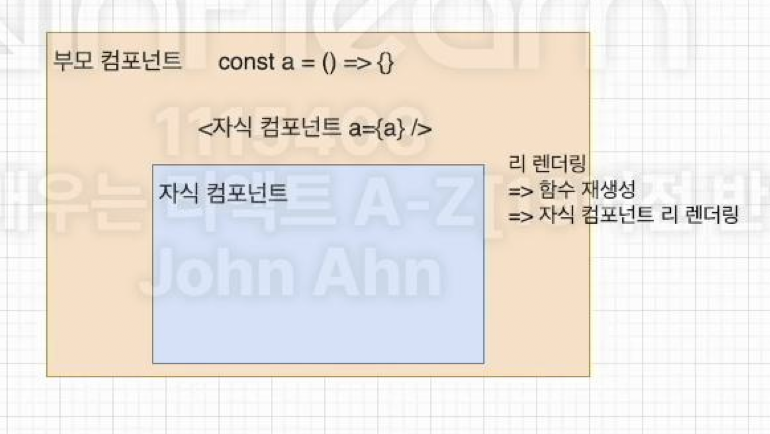 inflearn
부모 컴포넌트 const a = () => {}
<자식 컴포넌트 a={a} />
1115406
리 렌더링
자식 컴포넌트
=> 함수 재생성
=> 자식 컴포넌트 리 렌더링
배우는 리액트 A-Z[
John Ahn